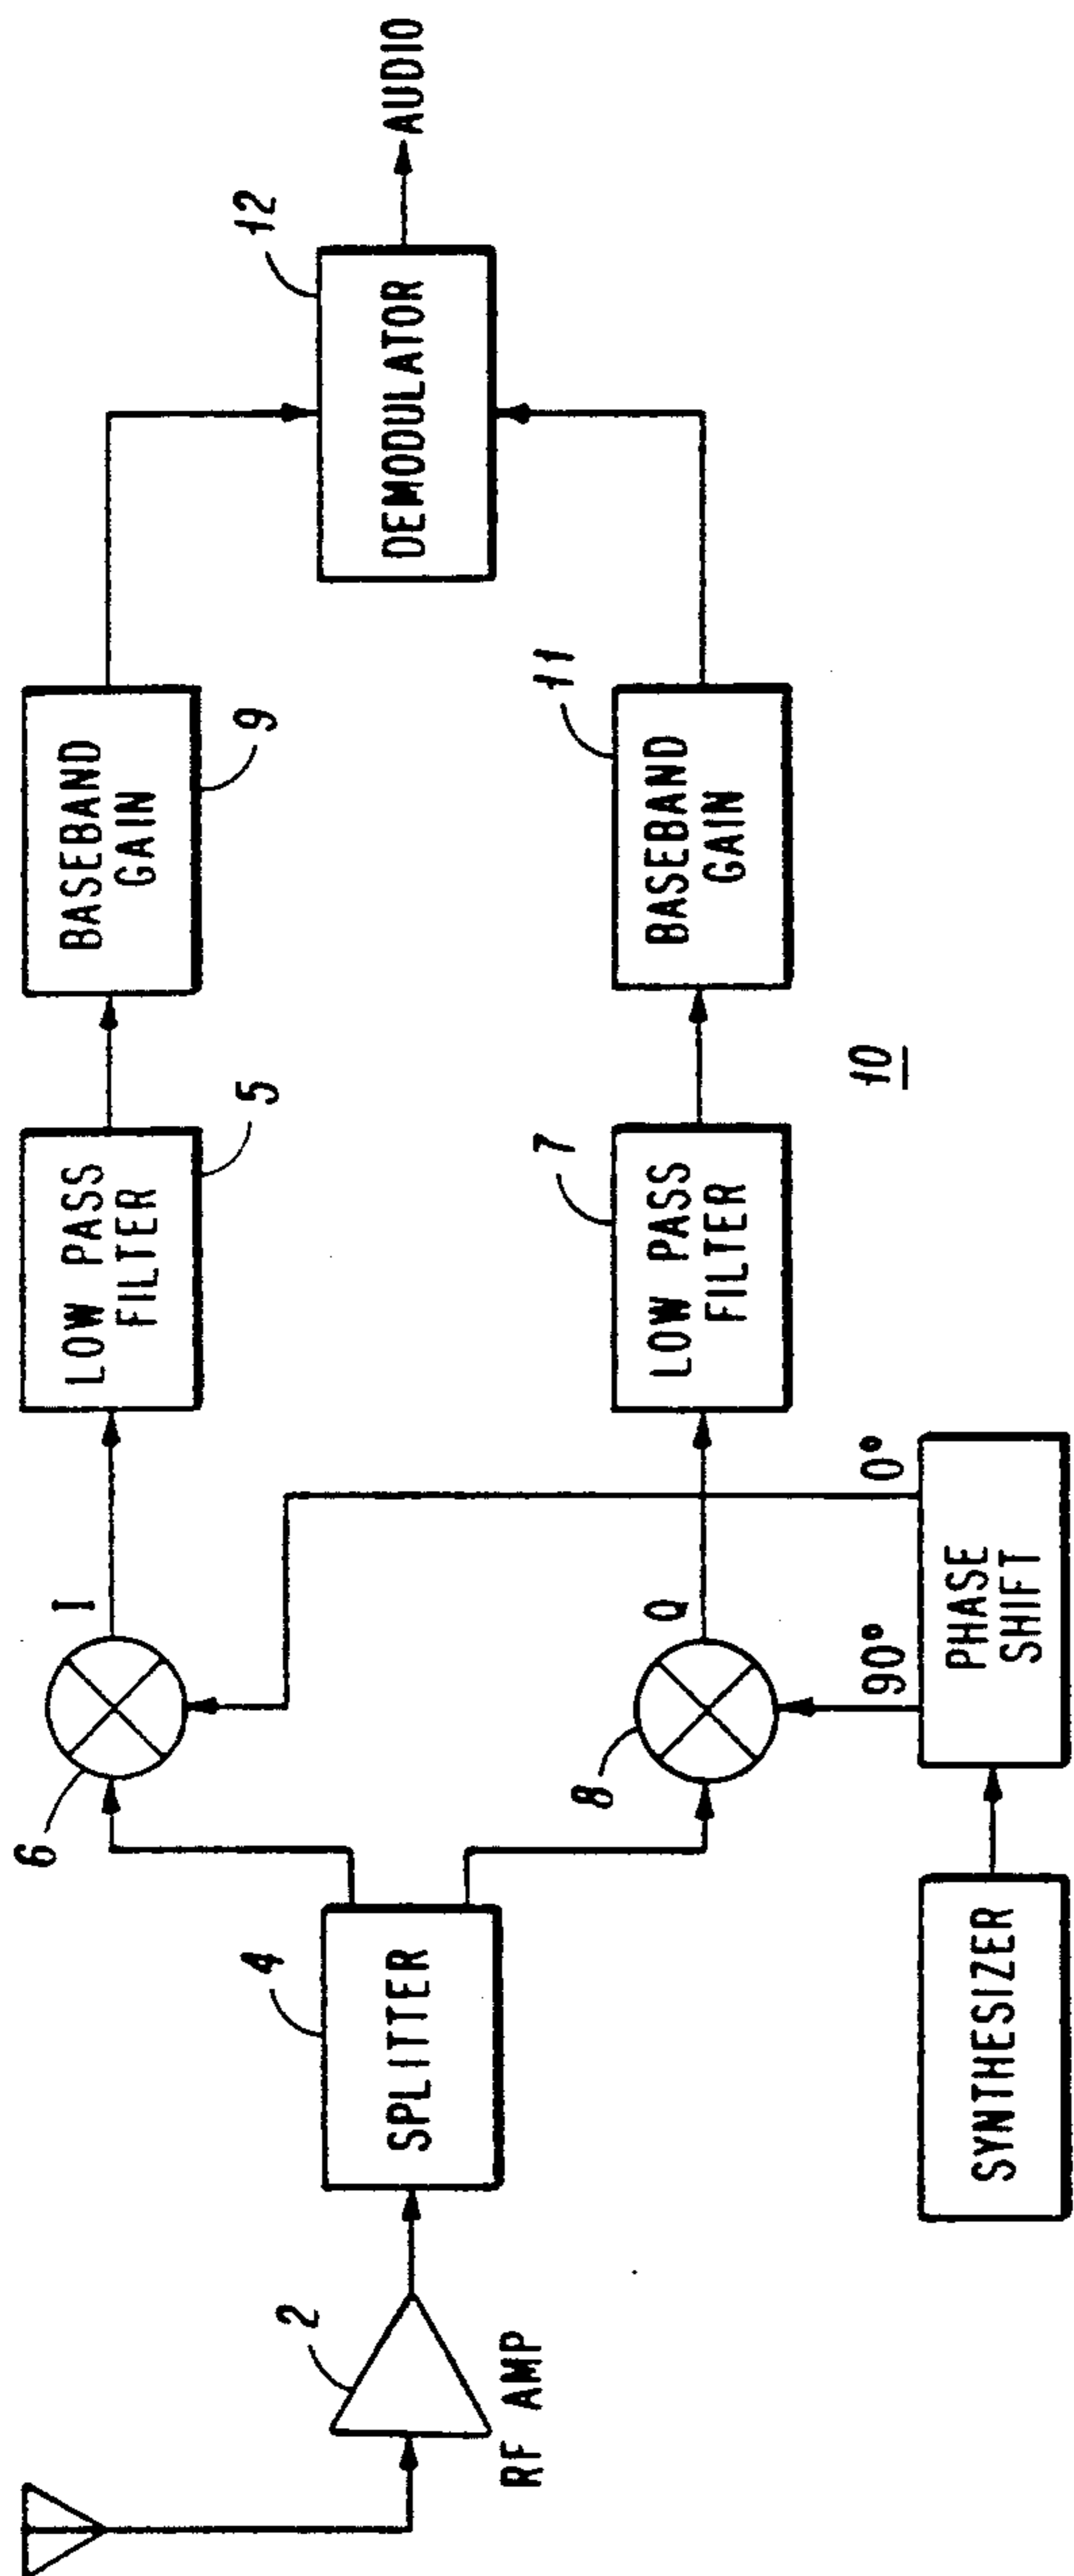 6
I
LOW PASS
FILTER
5
BASEBAND
GAIN
9
2
RF AMP
4
SPLITTER
12
DEMODULATOR
AUDIO
8
Q
7
LOW PASS
FILTER
11
BASEBAND
GAIN
90°
0°
10
SYNTHESIZER
PHASE
SHIFT